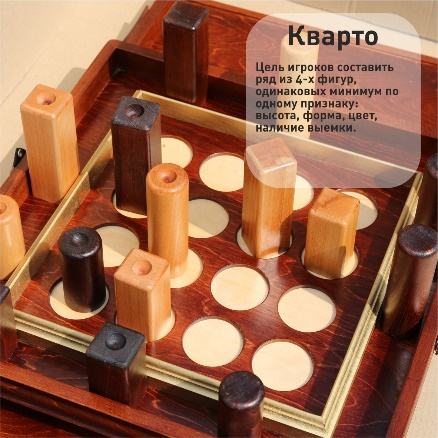 Кварто
Цель игроков составить
ряд из 4-х фигур,
одинаковых минимум по
одному признаку:
высота, форма, цвет,
наличие выемки.